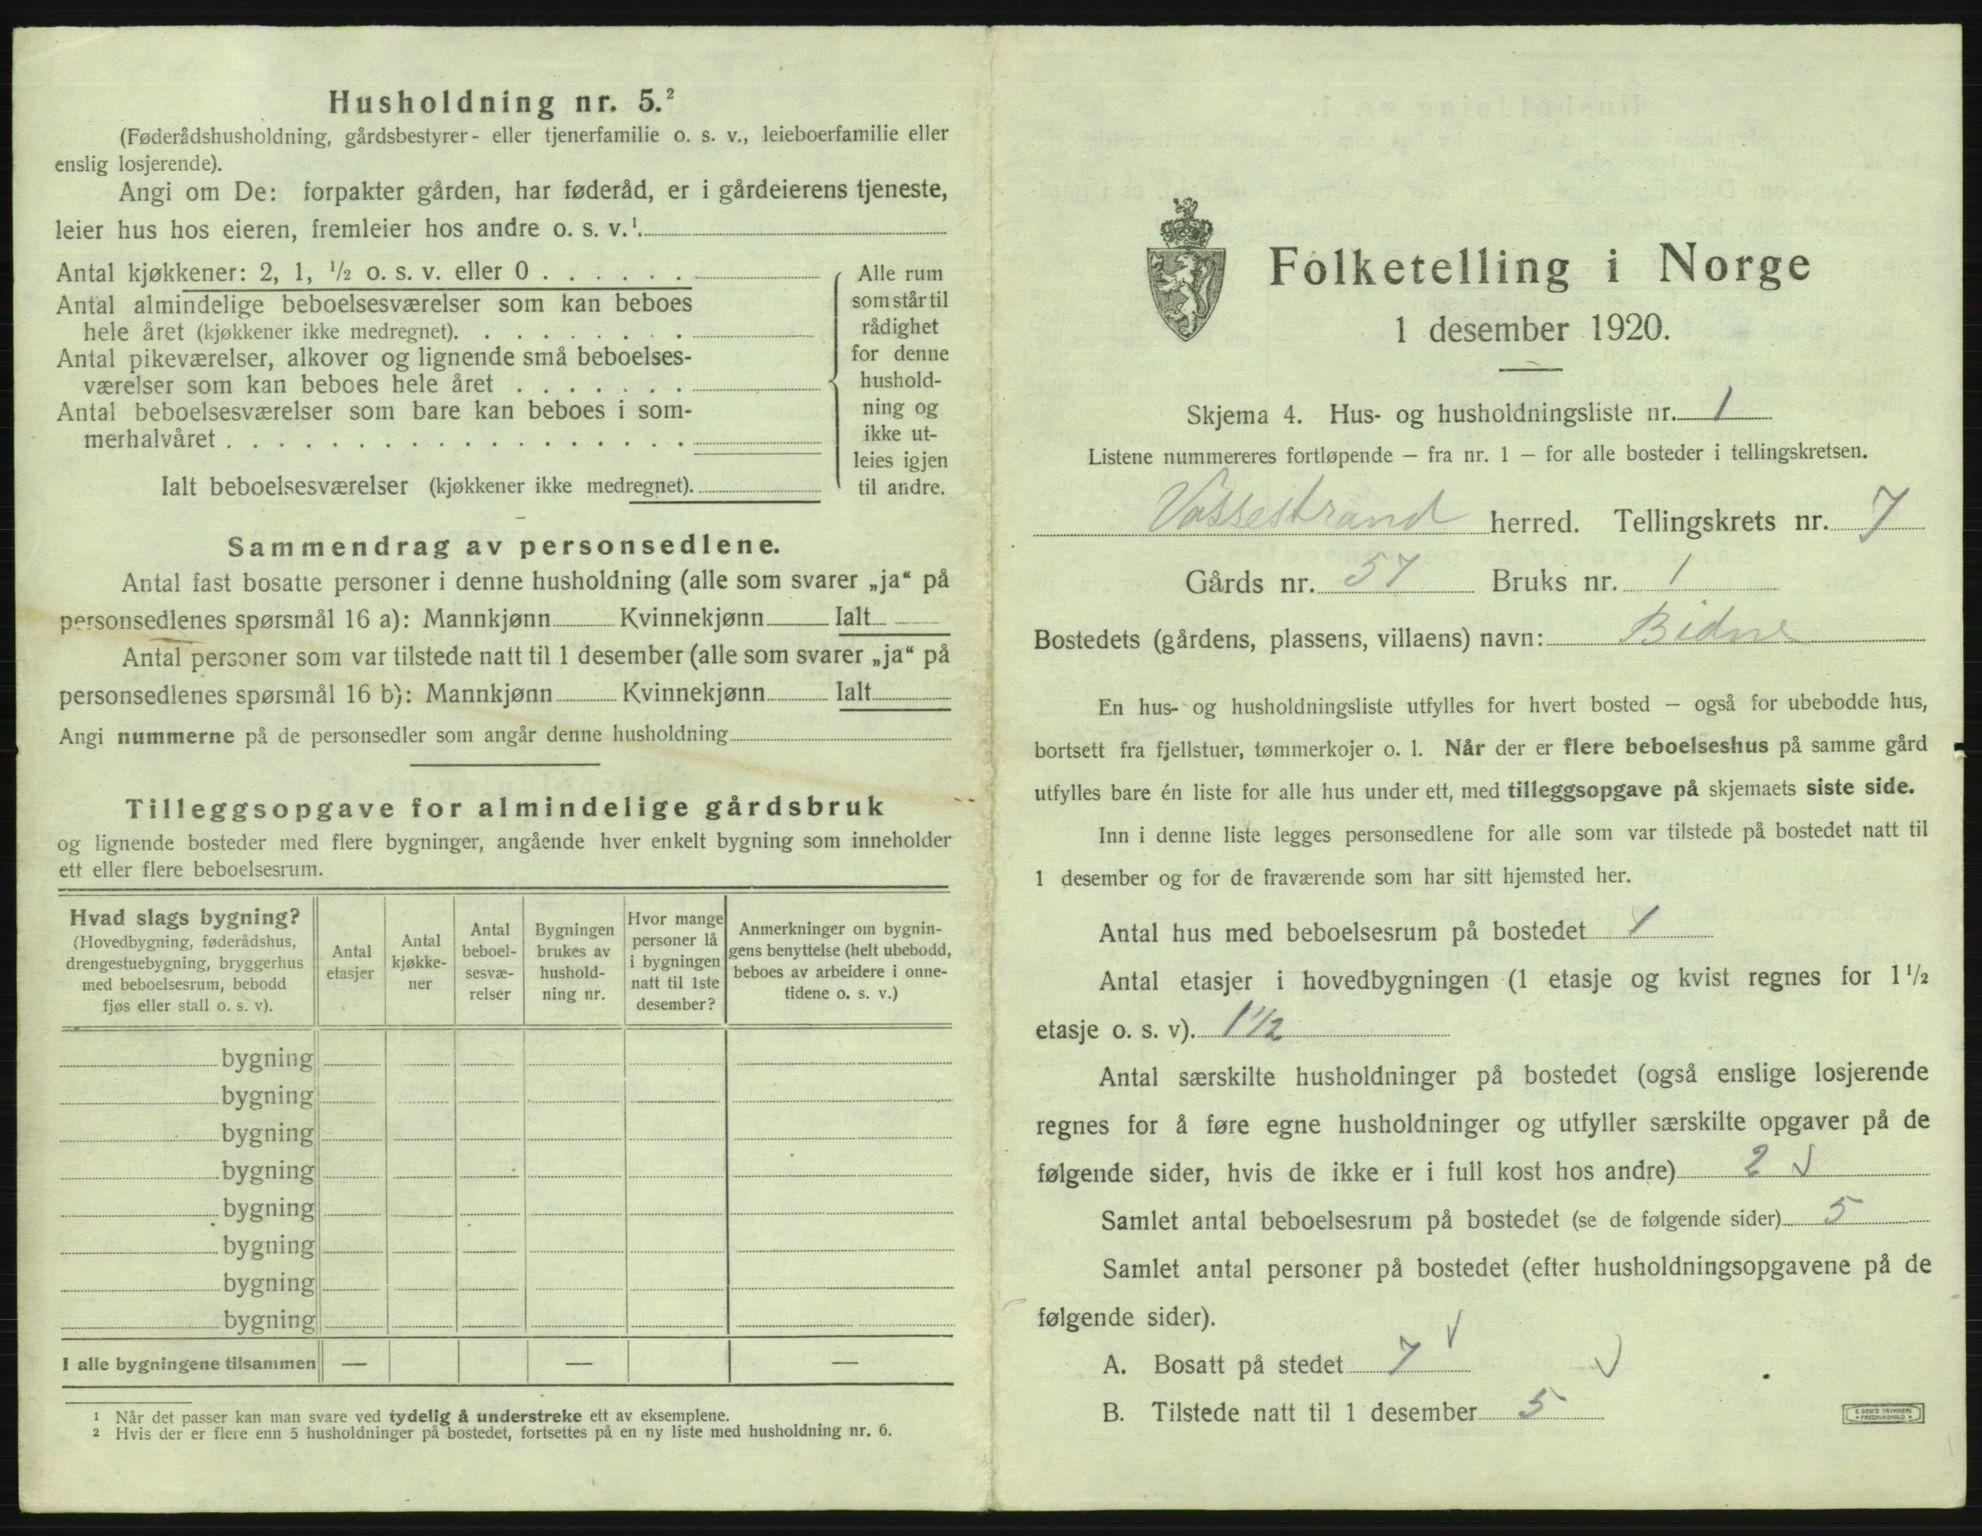 Husholdning nr. 5.²
(Føderådshusholdning, gårdsbestyrer- eller tjenerfamilie o. s. v., leieboerfamilie eller
enslig losjerende).
Angi om De: forpakter gården, har føderåd, er i gårdeierens tjeneste,
leier hus hos eieren, fremleier hos andre o. s. v.¹.
Antal kjøkkener: 2, 1, ½ o. s. v. eller 0 . . . . . .
Antal almindelige beboelsesværelser som kan beboes
hele året (kjøkkener ikke medregnet). . . . . . . . .
Antal pikeværelser, alkover og lignende små beboelses-
værelser som kan beboes hele året . . . . . . .
Antal beboelsesværelser som bare kan beboes i som-
merhalvåret . . . . . . . . . . . . . . . . . .
Ialt beboelsesværelser (kjøkkener ikke medregnet).
Alle rum
som står til
rådighet
for denne
hushold-
ning og
ikke ut-
leies igjen
til andre.
Sammendrag av personsedlene.
Antal fast bosatte personer i denne husholdning (alle som svarer „ja“ på
personsedlenes spørsmål 16 a): Mannkjønn Kvinnekjønn Ialt
Antal personer som var tilstede natt til 1 desember (alle som svarer „ja“ på
personsedlenes spørsmål 16 b): Mannkjønn Kvinnekjønn Ialt
Angi nummerne på de personsedler som angår denne husholdning
Tilleggsopgave for almindelige gårdsbruk
og lignende bosteder med flere bygninger, angående hver enkelt bygning som inneholder
ett eller flere beboelsesrum.
Hvad slags bygning?
(Hovedbygning, føderådshus,
drengestuebygning, bryggerhus
med beboelsesrum, bebodd
fjøs eller stall o. s. v).
Antal
etasjer
Antal
kjøkke-
ner
Antal
beboel-
sesvæ-
relser
Bygningen
brukes av
hushold-
ning nr.
Hvor mange
personer lå
i bygningen
natt til 1ste
desember?
Anmerkninger om bygnin-
gens benyttelse (helt ubebodd,
beboes av arbeidere i onne-
tidene o. s. v.)
bygning
bygning
bygning
bygning
bygning
bygning
bygning
bygning
I alle bygningene tilsammen — — —
¹ Når det passer kan man svare ved tydelig å understreke ett av eksemplene.
² Hvis der er flere enn 5 husholdninger på bostedet, fortsettes på en ny liste med husholdning nr. 6.
Folketelling i Norge
1 desember 1920.
Skjema 4. Hus- og husholdningsliste nr. 1
Listene nummereres fortløpende – fra nr. 1 – for alle bosteder i tellingskretsen.
Vossestrand herred. Tellingskrets nr. 7
Gårds nr. 57 Bruks nr. 1
Bostedets (gårdens, plassens, villaens) navn: Bidne
En hus- og husholdningsliste utfylles for hvert bosted – også for ubebodde hus,
bortsett fra fjellstuer, tømmerkojer o. l. Når der er flere beboelseshus på samme gård
utfylles bare én liste for alle hus under ett, med tilleggsopgave på skjemaets siste side.
Inn i denne liste legges personsedlene for alle som var tilstede på bostedet natt til
1 desember og for de fraværende som har sitt hjemsted her.
Antal hus med beboelsesrum på bostedet 1
Antal etasjer i hovedbygningen (1 etasje og kvist regnes for 1½
etasje o. s. v). 1½
Antal særskilte husholdninger på bostedet (også enslige losjerende
regnes for å føre egne husholdninger og utfyller særskilte opgaver på de
følgende sider, hvis de ikke er i full kost hos andre) 2 √
Samlet antal beboelsesrum på bostedet (se de følgende sider) 5
Samlet antal personer på bostedet (efter husholdningsopgavene på de
følgende sider).
A. Bosatt på stedet 7 √ √
B. Tilstede natt til 1 desember 5